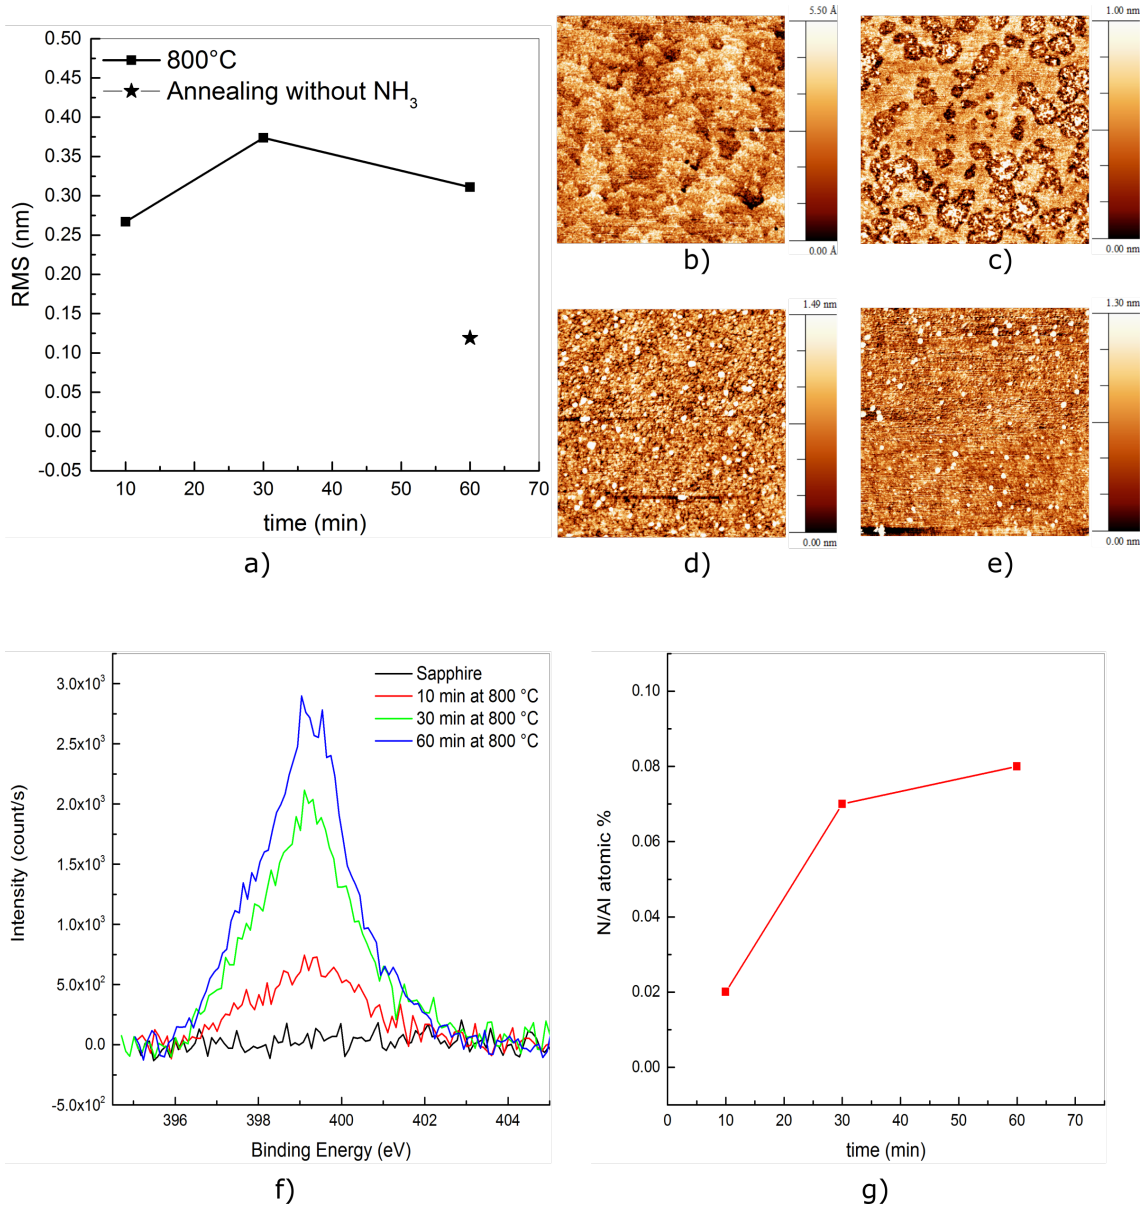 0.50
0.45
0.40
0.35
0.30
0.25
0.20
0.15
0.10
0.05
0.00
-0.05
RMS (nm)
800°C
Annealing without NH₃
10 20 30 40 50 60 70
time (min)
a)
5.50 Å
0.00 Å
b)
1.00 nm
0.00 nm
c)
1.49 nm
0.00 nm
d)
1.30 nm
0.00 nm
e)
3.0x10³
2.5x10³
2.0x10³
1.5x10³
1.0x10³
5.0x10²
0.0
-5.0x10²
Intensity (count/s)
Sapphire
10 min at 800 °C
30 min at 800 °C
60 min at 800 °C
396 398 400 402 404
Binding Energy (eV)
f)
0.10
0.08
0.06
0.04
0.02
0.00
N/Al atomic %
0 10 20 30 40 50 60 70
time (min)
g)